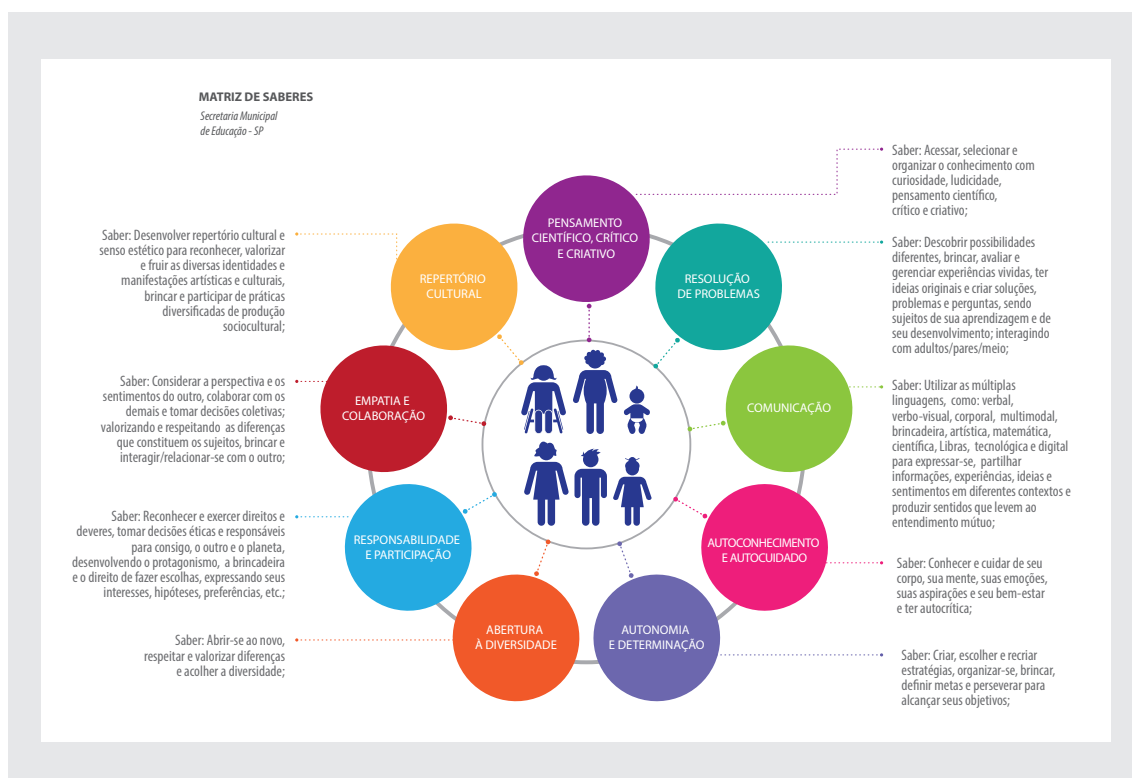 MATRIZ DE SABERES
Secretaria Municipal
de Educação - SP
PENSAMENTO
CIENTÍFICO, CRÍTICO
E CRIATIVO
Saber: Acessar, selecionar e
organizar o conhecimento com
curiosidade, ludicidade,
pensamento científico,
crítico e criativo;
RESOLUÇÃO
DE PROBLEMAS
Saber: Descobrir possibilidades
diferentes, brincar, avaliar e
gerenciar experiências vividas, ter
ideias originais e criar soluções,
problemas e perguntas, sendo
sujeitos de sua aprendizagem e de
seu desenvolvimento; interagindo
com adultos/pares/meio;
COMUNICAÇÃO
Saber: Utilizar as múltiplas
linguagens, como: verbal,
verbo-visual, corporal, multimodal,
brincadeira, artística, matemática,
científica, Libras, tecnológica e digital
para expressar-se, partilhar
informações, experiências, ideias e
sentimentos em diferentes contextos e
produzir sentidos que levem ao
entendimento mútuo;
AUTOCONHECIMENTO
E AUTOCUIDADO
Saber: Conhecer e cuidar de seu
corpo, sua mente, suas emoções,
suas aspirações e seu bem-estar
e ter autocrítica;
AUTONOMIA
E DETERMINAÇÃO
Saber: Criar, escolher e recriar
estratégias, organizar-se, brincar,
definir metas e perseverar para
alcançar seus objetivos;
ABERTURA
À DIVERSIDADE
Saber: Abrir-se ao novo,
respeitar e valorizar diferenças
e acolher a diversidade;
RESPONSABILIDADE
E PARTICIPAÇÃO
Saber: Reconhecer e exercer direitos e
deveres, tomar decisões éticas e responsáveis
para consigo, o outro e o planeta,
desenvolvendo o protagonismo, a brincadeira
e o direito de fazer escolhas, expressando seus
interesses, hipóteses, preferências, etc.;
EMPATIA E
COLABORAÇÃO
Saber: Considerar a perspectiva e os
sentimentos do outro, colaborar com os
demais e tomar decisões coletivas;
valorizando e respeitando as diferenças
que constituem os sujeitos, brincar e
interagir/relacionar-se com o outro;
REPERTÓRIO
CULTURAL
Saber: Desenvolver repertório cultural e
senso estético para reconhecer, valorizar
e fruir as diversas identidades e
manifestações artísticas e culturais,
brincar e participar de práticas
diversificadas de produção
sociocultural;